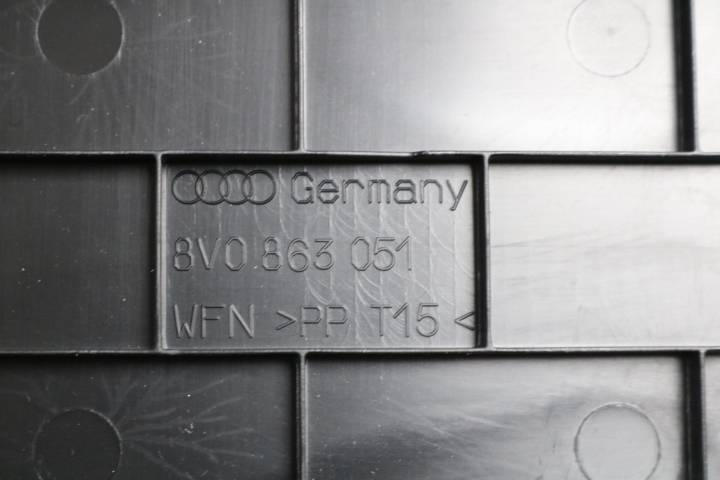 Germany
8V0 863 051
WFN >PP T15<